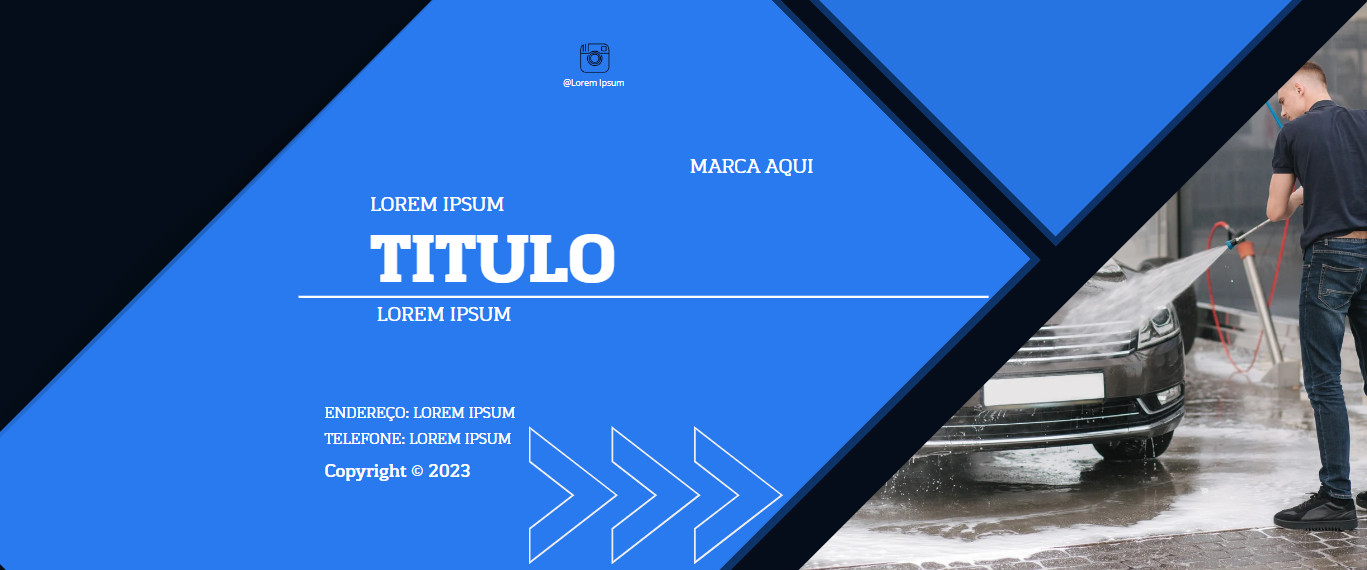 @Lorem Ipsum
MARCA AQUI
LOREM IPSUM
TITULO
LOREM IPSUM
ENDEREÇO: LOREM IPSUM
TELEFONE: LOREM IPSUM
Copyright © 2023